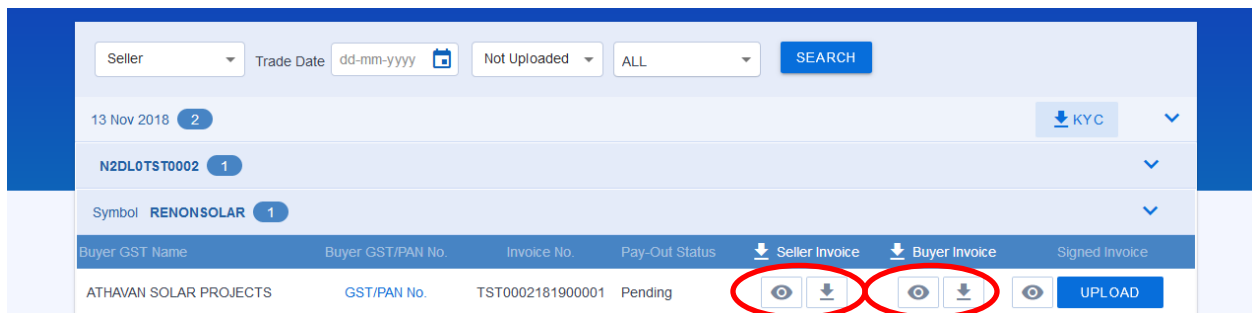 Seller Trade Date dd-mm-yyyy Not Uploaded ALL SEARCH
13 Nov 2018 2 KYC
N2DL0TST0002 1
Symbol RENONSOLAR 1
Buyer GST Name Buyer GST/PAN No. Invoice No. Pay-Out Status Seller Invoice Buyer Invoice Signed Invoice
ATHAVAN SOLAR PROJECTS GST/PAN No. TST0002181900001 Pending UPLOAD